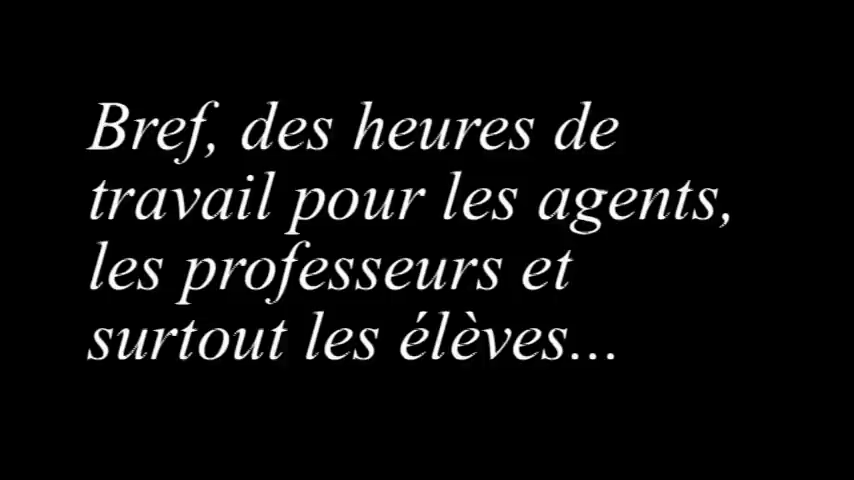 Bref, des heures de
travail pour les agents,
les professeurs et
surtout les élèves...